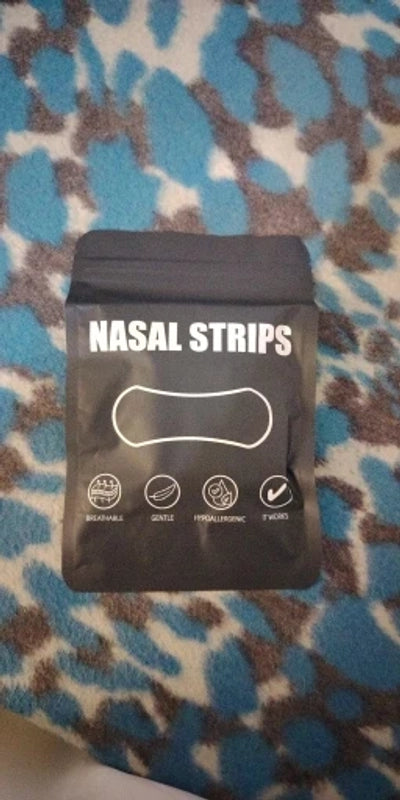 NASAL STRIPS
BREATHABLE GENTLE HYPOALLERGENIC IT WORKS